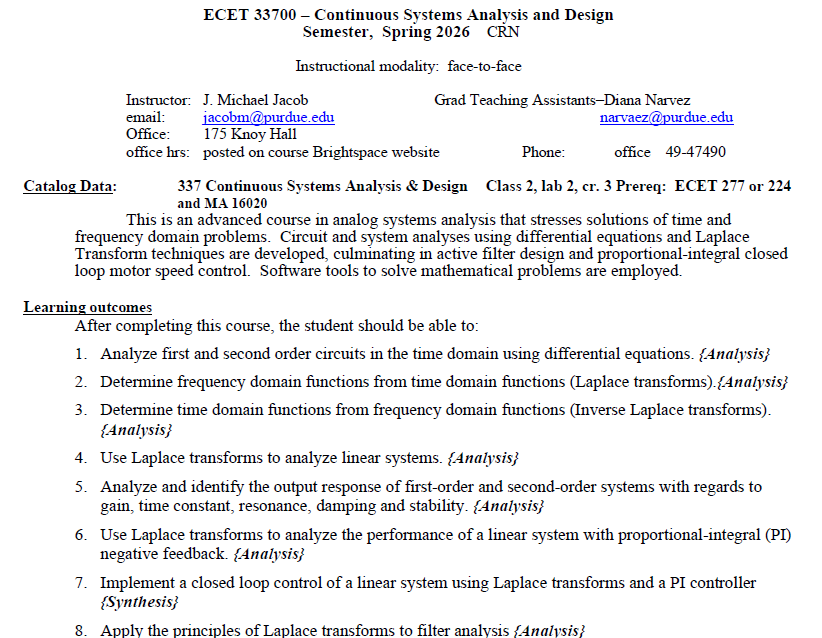 ECET 33700 – Continuous Systems Analysis and Design
Semester, Spring 2026 CRN
Instructional modality: face-to-face
Instructor: J. Michael Jacob Grad Teaching Assistants–Diana Narvez
email: jacobm@purdue.edu narvaez@purdue.edu
Office: 175 Knoy Hall
office hrs: posted on course Brightspace website Phone: office 49-47490
Catalog Data: 337 Continuous Systems Analysis & Design Class 2, lab 2, cr. 3 Prereq: ECET 277 or 224
and MA 16020
This is an advanced course in analog systems analysis that stresses solutions of time and
frequency domain problems. Circuit and system analyses using differential equations and Laplace
Transform techniques are developed, culminating in active filter design and proportional-integral closed
loop motor speed control. Software tools to solve mathematical problems are employed.
Learning outcomes
After completing this course, the student should be able to:
1. Analyze first and second order circuits in the time domain using differential equations. {Analysis}
2. Determine frequency domain functions from time domain functions (Laplace transforms).{Analysis}
3. Determine time domain functions from frequency domain functions (Inverse Laplace transforms).
{Analysis}
4. Use Laplace transforms to analyze linear systems. {Analysis}
5. Analyze and identify the output response of first-order and second-order systems with regards to
gain, time constant, resonance, damping and stability. {Analysis}
6. Use Laplace transforms to analyze the performance of a linear system with proportional-integral (PI)
negative feedback. {Analysis}
7. Implement a closed loop control of a linear system using Laplace transforms and a PI controller
{Synthesis}
8. Apply the principles of Laplace transforms to filter analysis {Analysis}